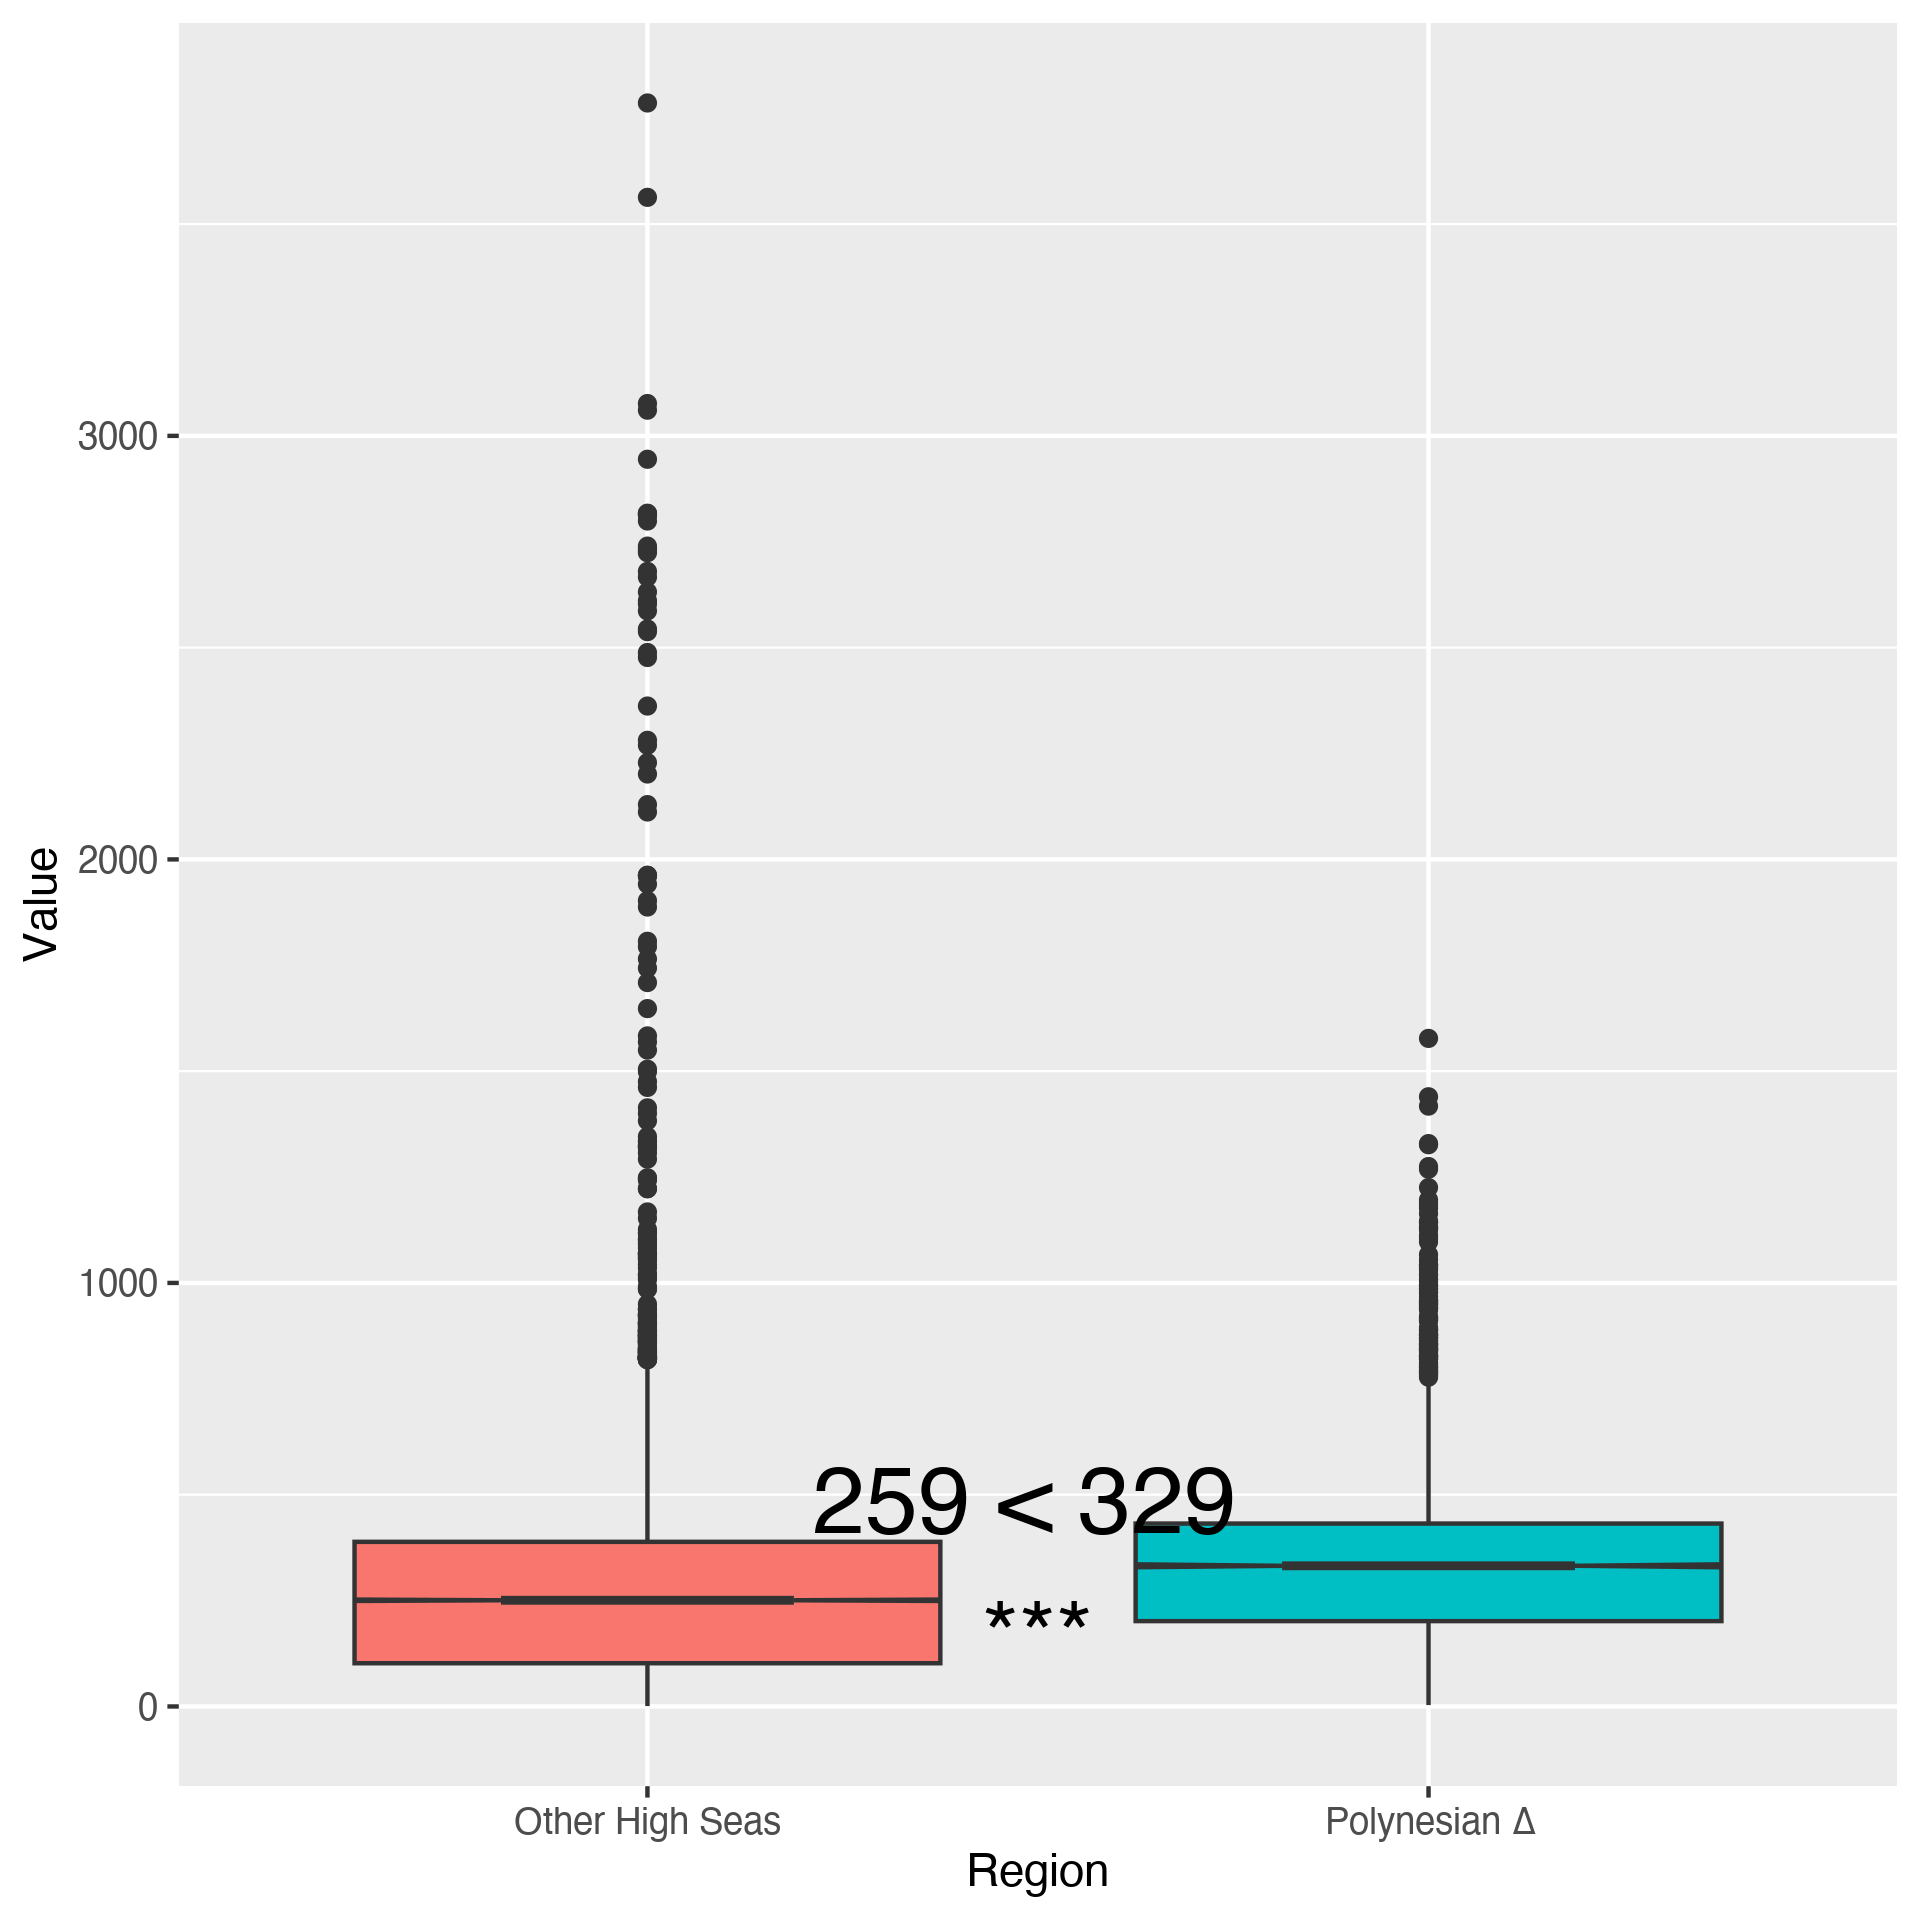 3000
2000
1000
0
Value
259 < 329
***
Other High Seas
Polynesian Δ
Region